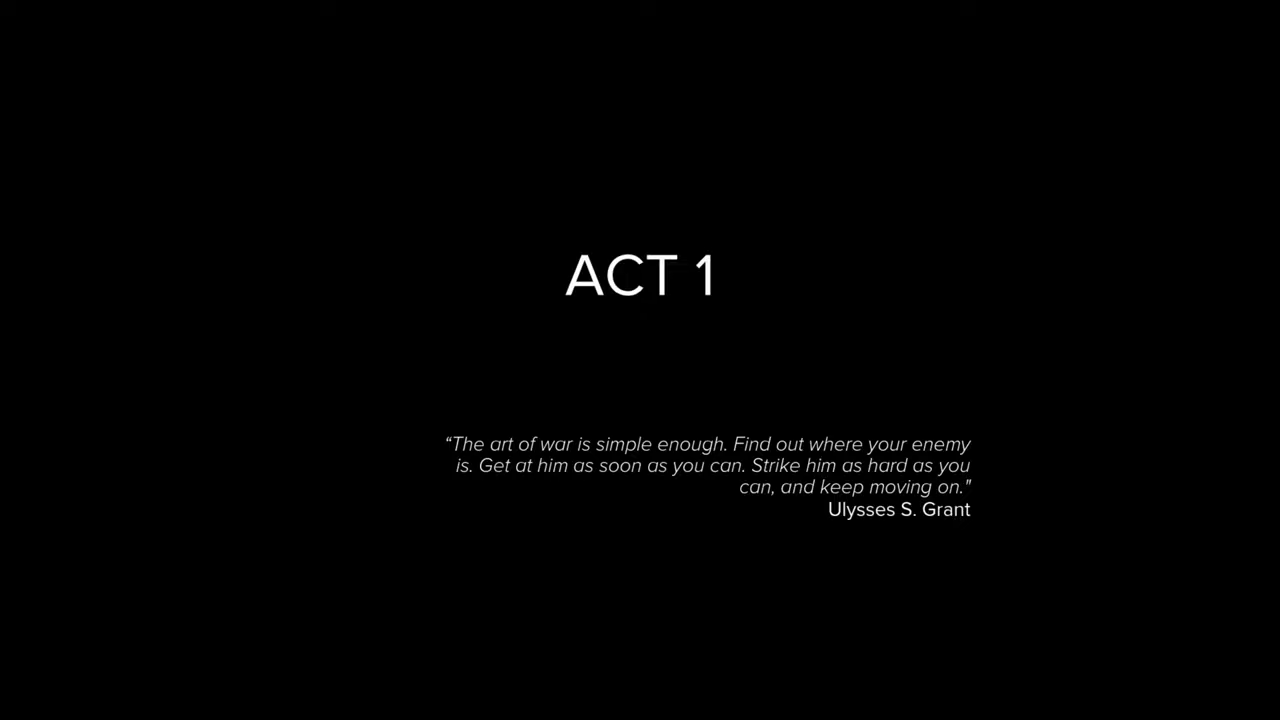 ACT 1
“The art of war is simple enough. Find out where your enemy
is. Get at him as soon as you can. Strike him as hard as you
can, and keep moving on."
Ulysses S. Grant